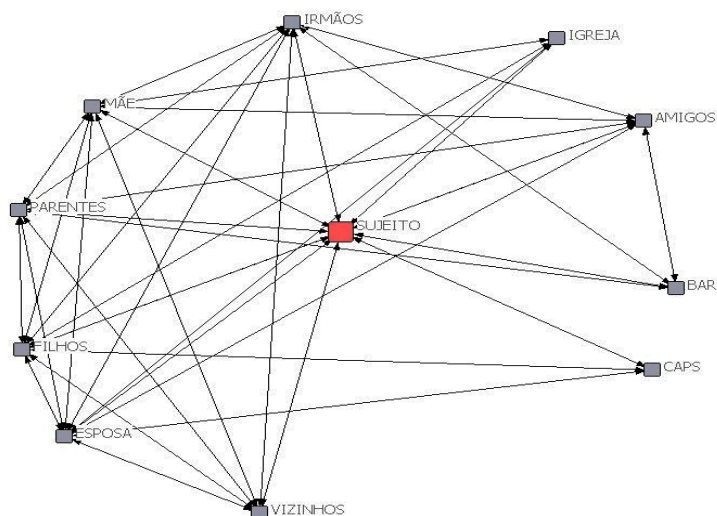 IRMÃOS
IGREJA
MÃE
AMIGOS
PARENTES
SUJEITO
BAR
FILHOS
CAPS
ESPOSA
VIZINHOS